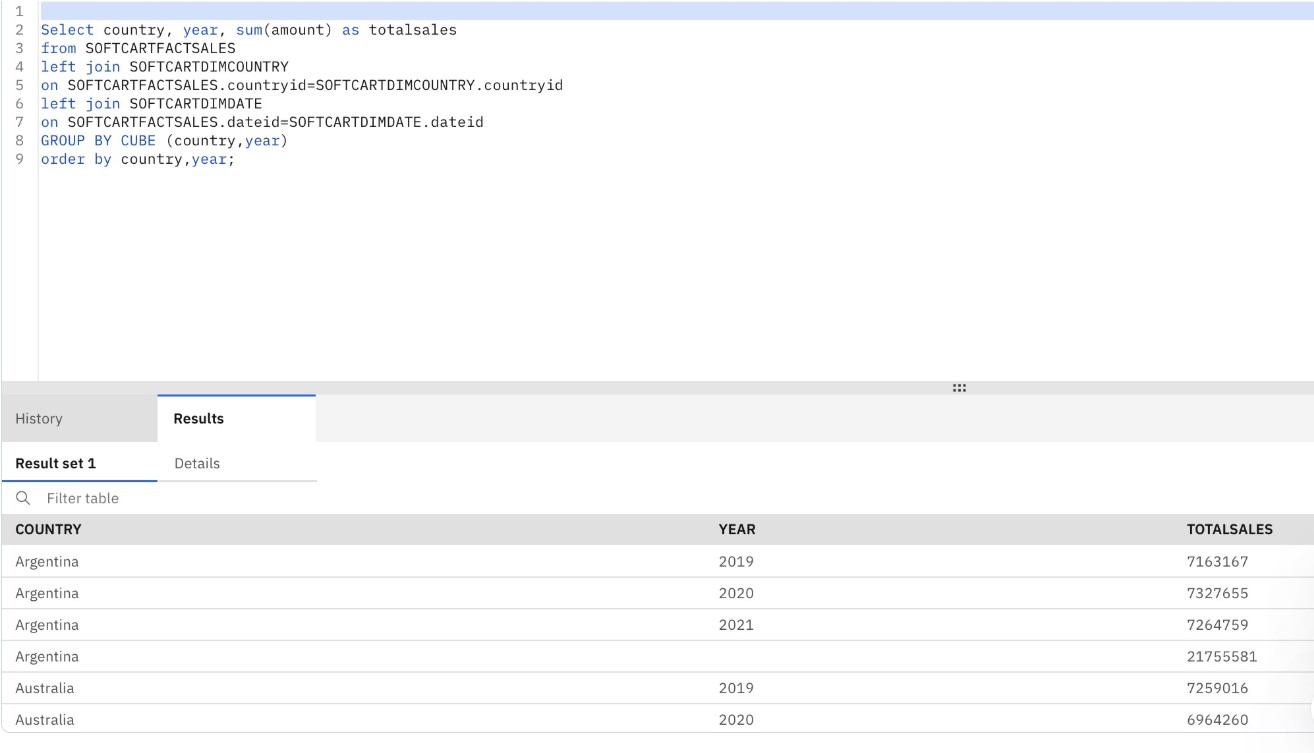 1
2 Select country, year, sum(amount) as totalsales
3 from SOFTCARTFACTSALES
4 left join SOFTCARTDIMCOUNTRY
5 on SOFTCARTFACTSALES.countryid=SOFTCARTDIMCOUNTRY.countryid
6 left join SOFTCARTDIMDATE
7 on SOFTCARTFACTSALES.dateid=SOFTCARTDIMDATE.dateid
8 GROUP BY CUBE (country,year)
9 order by country,year;
History Results
Result set 1 Details
Filter table
COUNTRY YEAR TOTALSALES
Argentina 2019 7163167
Argentina 2020 7327655
Argentina 2021 7264759
Argentina 21755581
Australia 2019 7259016
Australia 2020 6964260